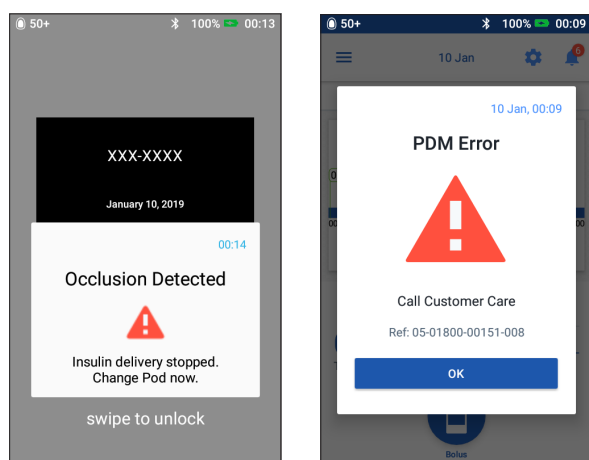 50+
100%
00:13
XXX-XXXX
January 10, 2019
00:14
Occlusion Detected
Insulin delivery stopped.
Change Pod now.
swipe to unlock
50+
100%
00:09
10 Jan
6
10 Jan, 00:09
PDM Error
Call Customer Care
Ref: 05-01800-00151-008
OK
Bolus